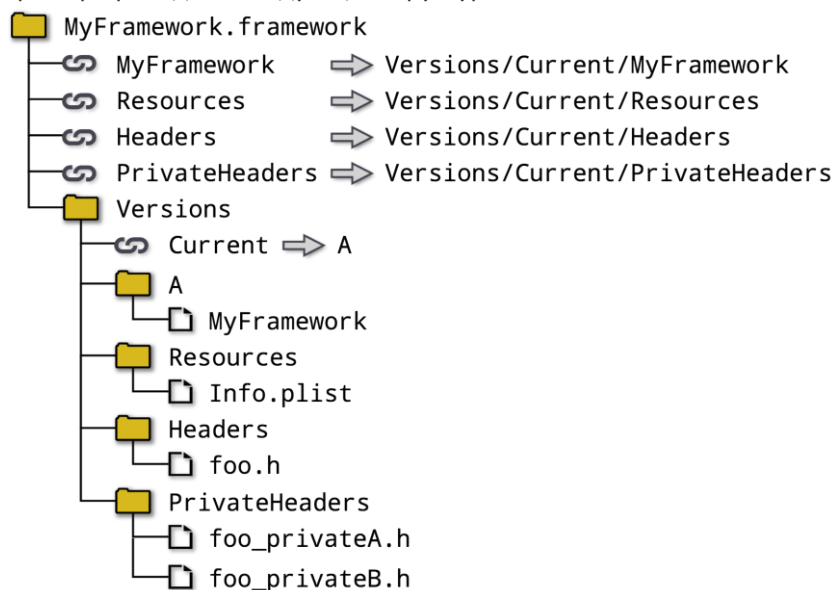 MyFramework.framework
MyFramework Versions/Current/MyFramework
Resources Versions/Current/Resources
Headers Versions/Current/Headers
PrivateHeaders Versions/Current/PrivateHeaders
Versions
Current A
A
MyFramework
Resources
Info.plist
Headers
foo.h
PrivateHeaders
foo_privateA.h
foo_privateB.h